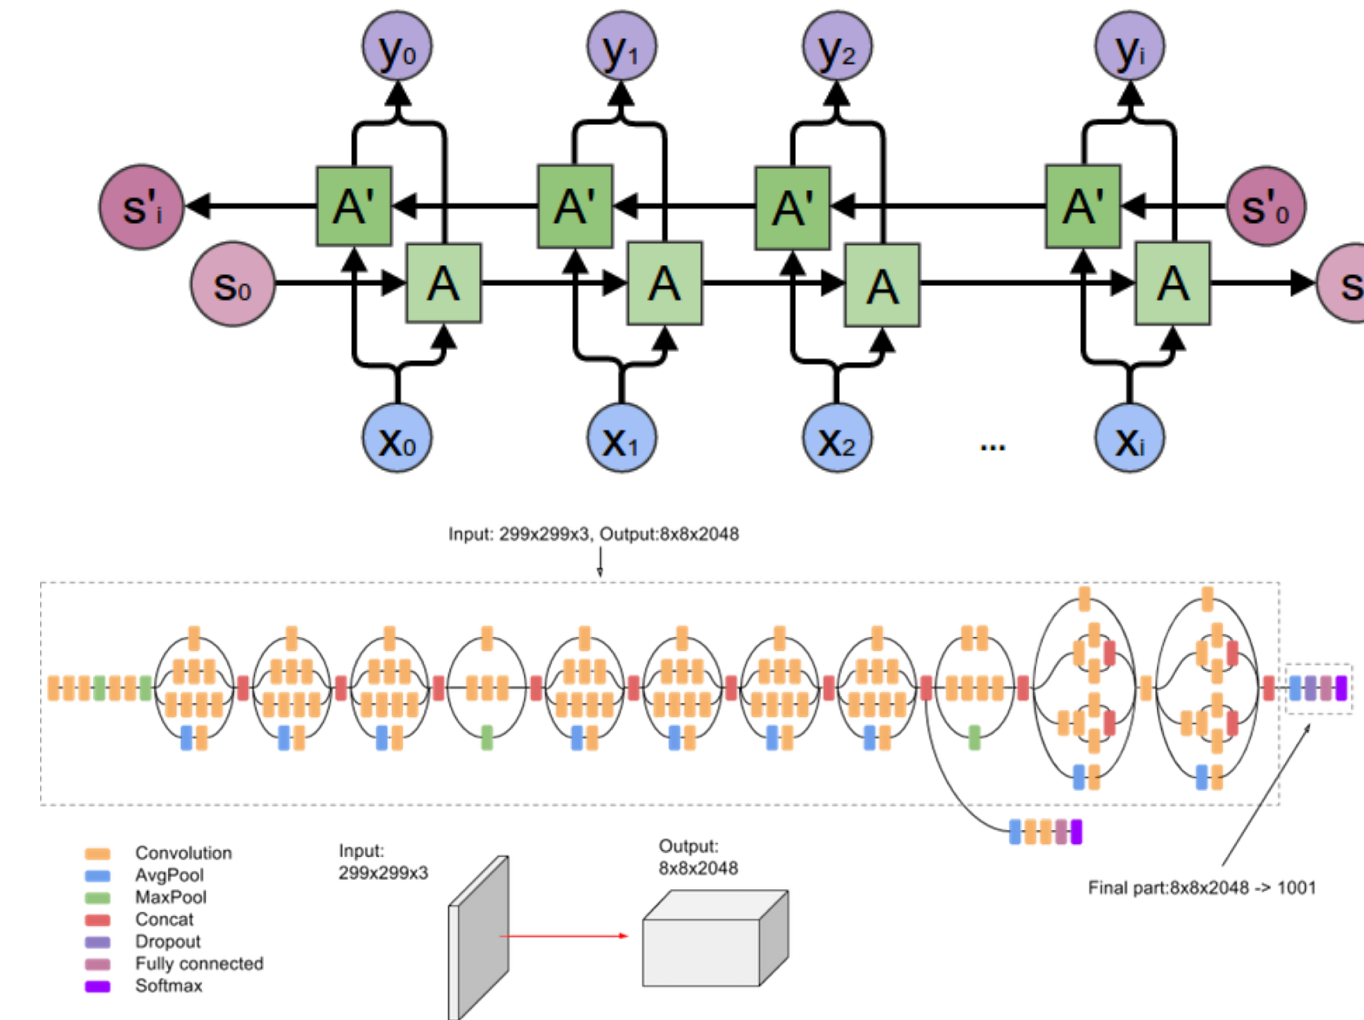 y0 y1 y2 yi
s'i A' A' A' A' s'0
s0 A A A A s
x0 x1 x2 ... xi
Input: 299x299x3, Output:8x8x2048
Convolution
AvgPool
MaxPool
Concat
Dropout
Fully connected
Softmax
Input:
299x299x3
Output:
8x8x2048
Final part:8x8x2048 -> 1001